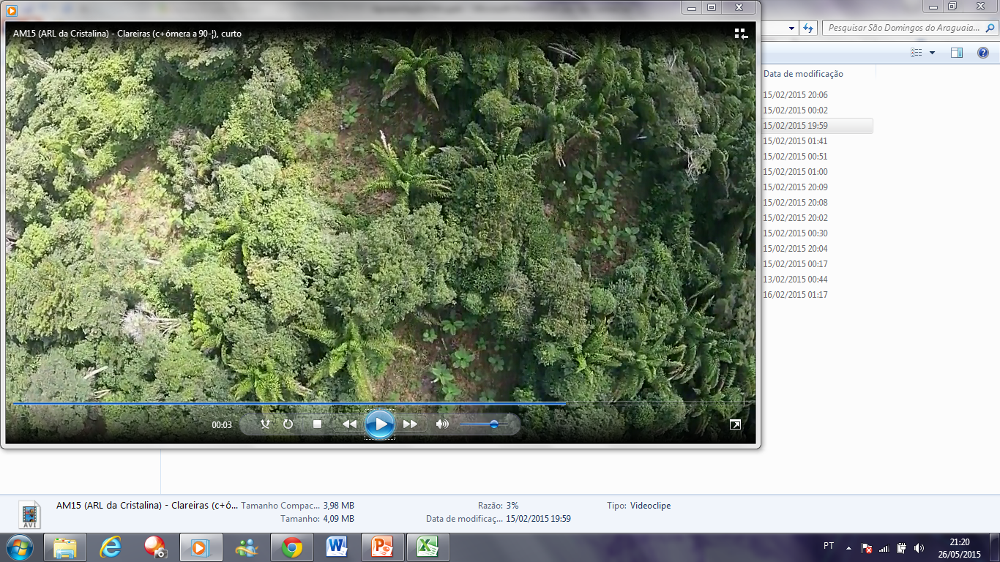 AM15 (ARL da Cristalina) - Clareiras (c+ómera a 90-¦), curto
Pesquisar São Domingos do Araguaia...
Data de modificação
15/02/2015 20:06
15/02/2015 00:02
15/02/2015 19:59
15/02/2015 01:41
15/02/2015 00:51
15/02/2015 01:00
15/02/2015 20:09
15/02/2015 20:08
15/02/2015 20:02
15/02/2015 00:30
15/02/2015 20:04
15/02/2015 00:17
13/02/2015 00:44
16/02/2015 01:17
00:03
AM15 (ARL da Cristalina) - Clareiras (c+ó... Tamanho Compac... 3,98 MB Razão: 3% Tipo: Videoclipe
Tamanho: 4,09 MB Data de modificaç... 15/02/2015 19:59
AVI
PT 21:20
26/05/2015